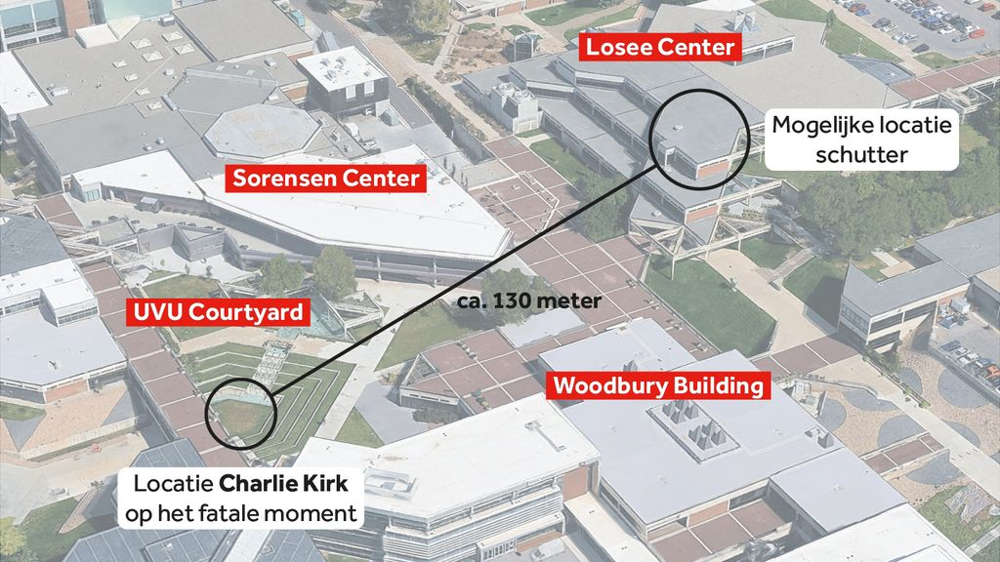 Losee Center
Mogelijke locatie
schutter
Sorensen Center
UVU Courtyard
ca. 130 meter
Woodbury Building
Locatie Charlie Kirk
op het fatale moment